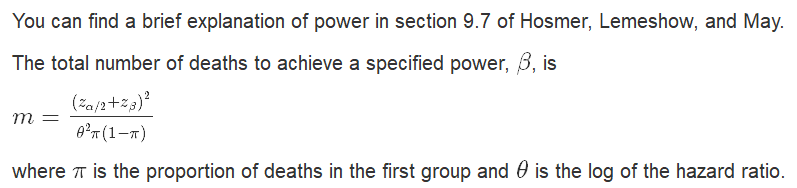 You can find a brief explanation of power in section 9.7 of Hosmer, Lemeshow, and May.
The total number of deaths to achieve a specified power, β, is
m = (z_{α/2}+z_β)² / θ²π(1−π)
where π is the proportion of deaths in the first group and θ is the log of the hazard ratio.